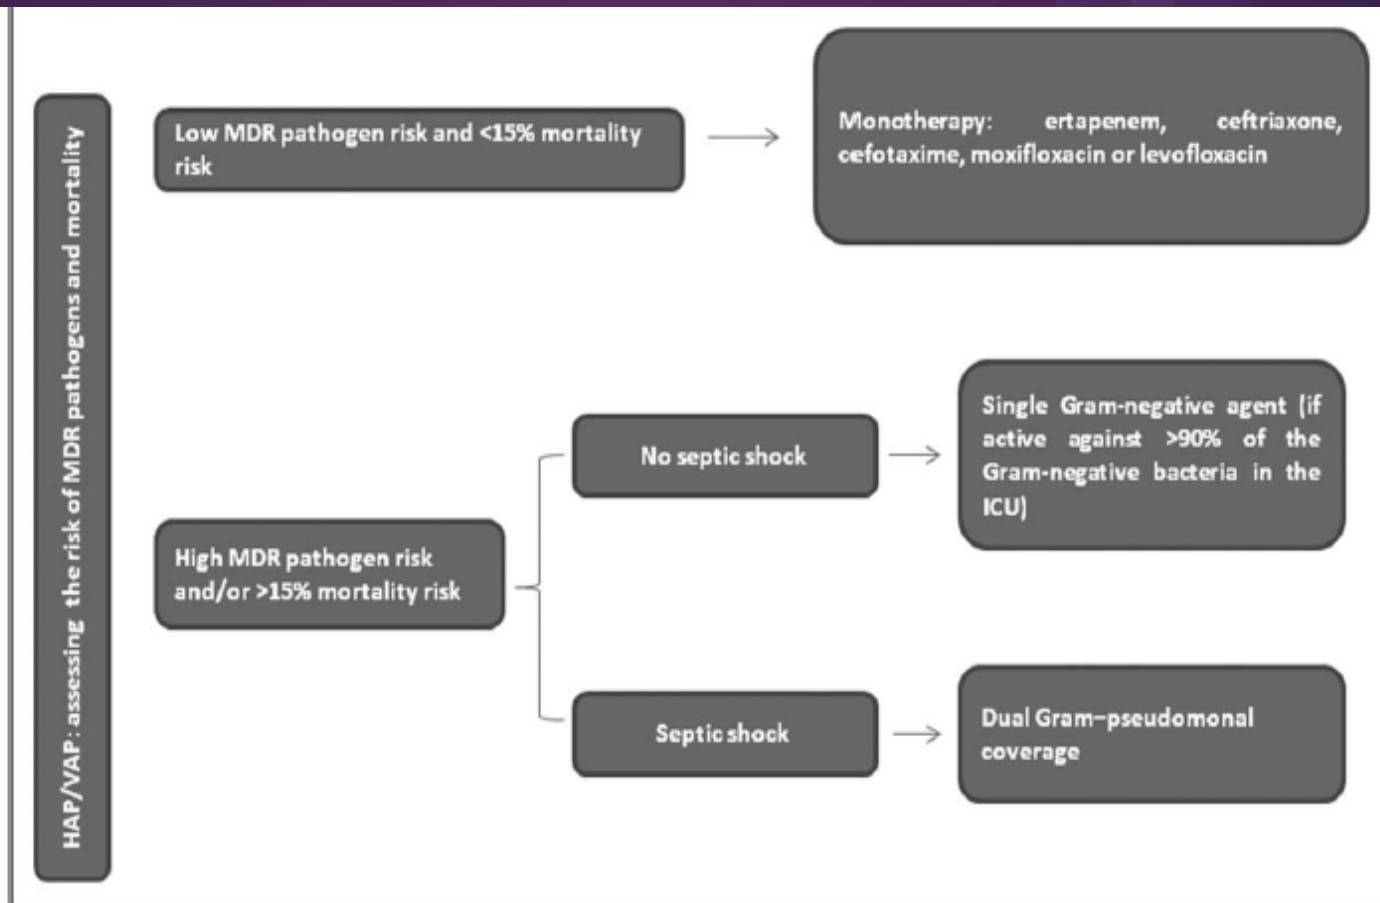 HAP/VAP: assessing the risk of MDR pathogens and mortality
Low MDR pathogen risk and <15% mortality
risk
Monotherapy: ertapenem, ceftriaxone,
cefotaxime, moxifloxacin or levofloxacin
High MDR pathogen risk
and/or >15% mortality risk
No septic shock
Single Gram-negative agent (if
active against >90% of the
Gram-negative bacteria in the
ICU)
Septic shock
Dual Gram–pseudomonal
coverage